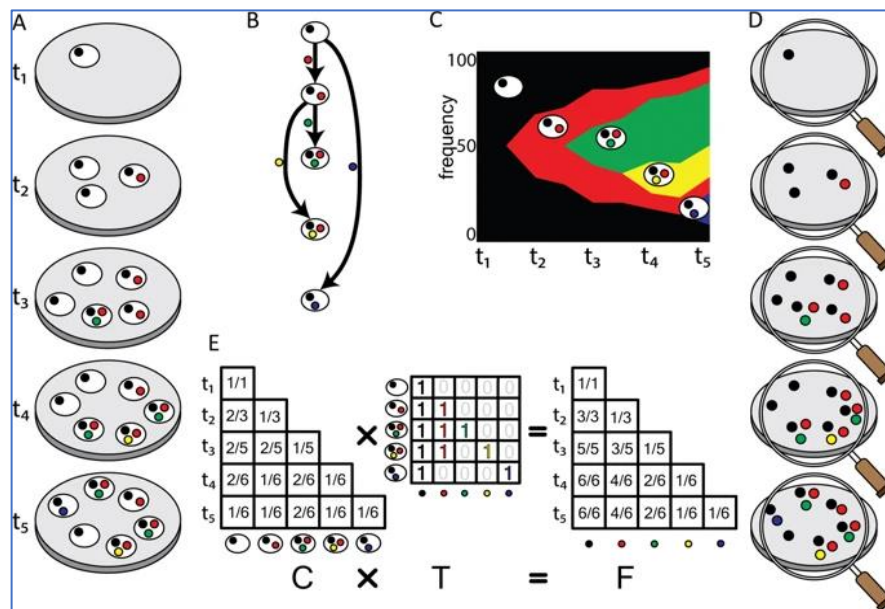 A
B
C
D
t1
t2
t3
t4
t5
frequency
100
50
0
t1 t2 t3 t4 t5
E
t1 1/1
t2 2/3 1/3
t3 2/5 2/5 1/5
t4 2/6 1/6 2/6 1/6
t5 1/6 1/6 2/6 1/6 1/6
×
1 0 0 0 0
1 1 0 0 0
1 1 1 0 0
1 1 0 1 0
1 0 0 0 1
=
t1 1/1
t2 3/3 1/3
t3 5/5 3/5 1/5
t4 6/6 4/6 2/6 1/6
t5 6/6 4/6 2/6 1/6 1/6
C × T = F